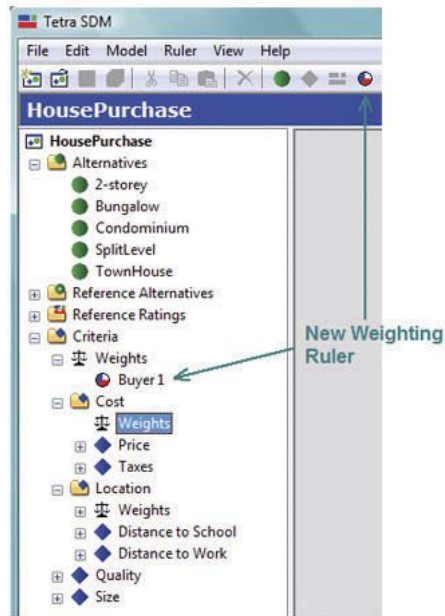 Tetra SDM
File Edit Model Ruler View Help
HousePurchase
HousePurchase
Alternatives
2-storey
Bungalow
Condominium
SplitLevel
TownHouse
Reference Alternatives
Reference Ratings
Criteria
Weights
Buyer1
Cost
Weights
Price
Taxes
Location
Weights
Distance to School
Distance to Work
Quality
Size
New Weighting
Ruler